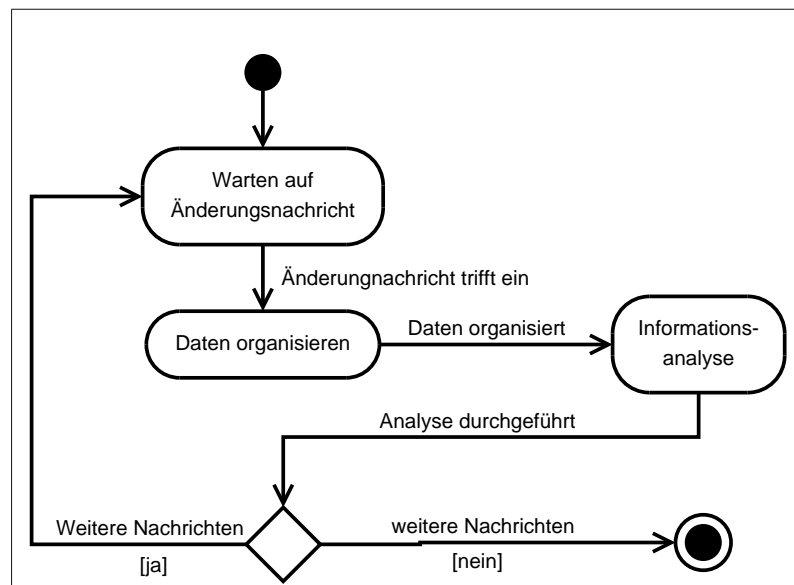 Warten auf
Änderungsnachricht
Änderungnachricht trifft ein
Daten organisieren
Daten organisiert
Informations-
analyse
Analyse durchgeführt
Weitere Nachrichten
[ja]
weitere Nachrichten
[nein]